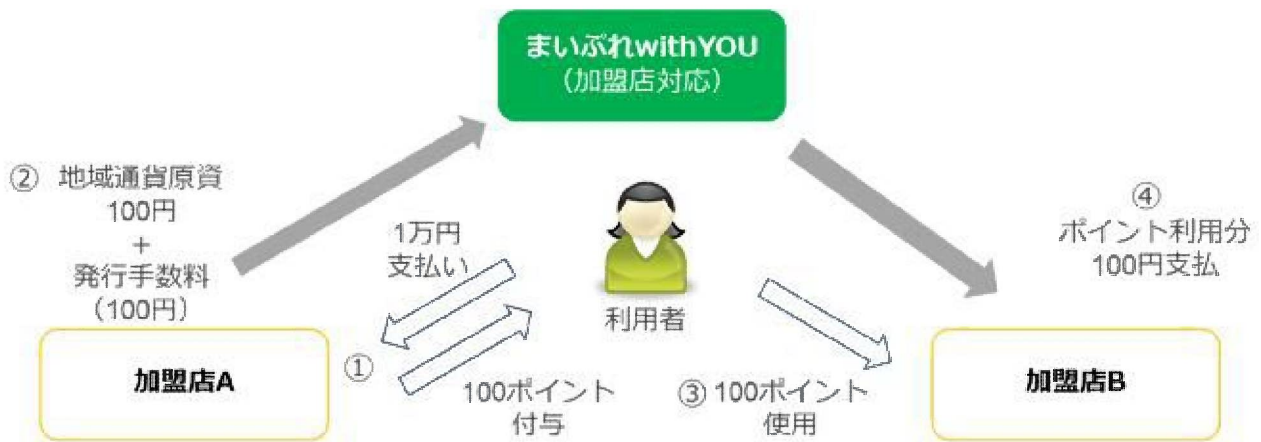 まいぷれwithYOU
（加盟店対応）
② 地域通貨原資
100円
+
発行手数料
（100円）
1万円
支払い
④
ポイント利用分
100円支払
利用者
加盟店A
①
100ポイント
付与
③ 100ポイント
使用
加盟店B